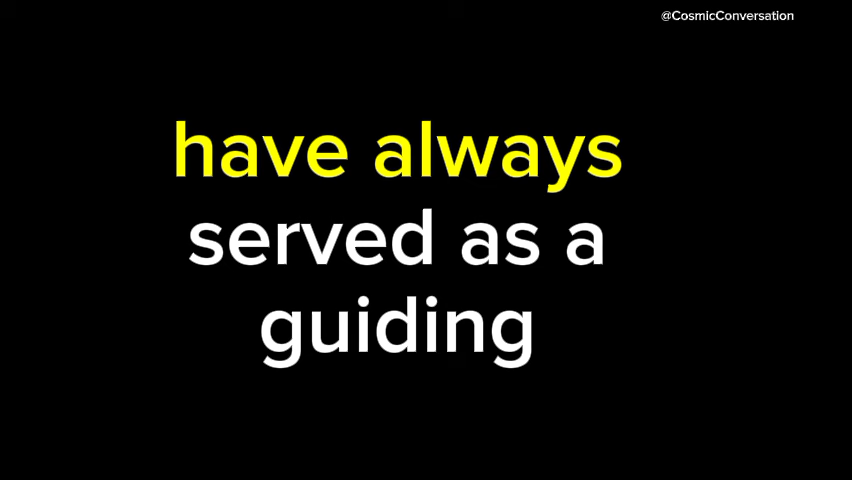 @CosmicConversation
have always
served as a
guiding